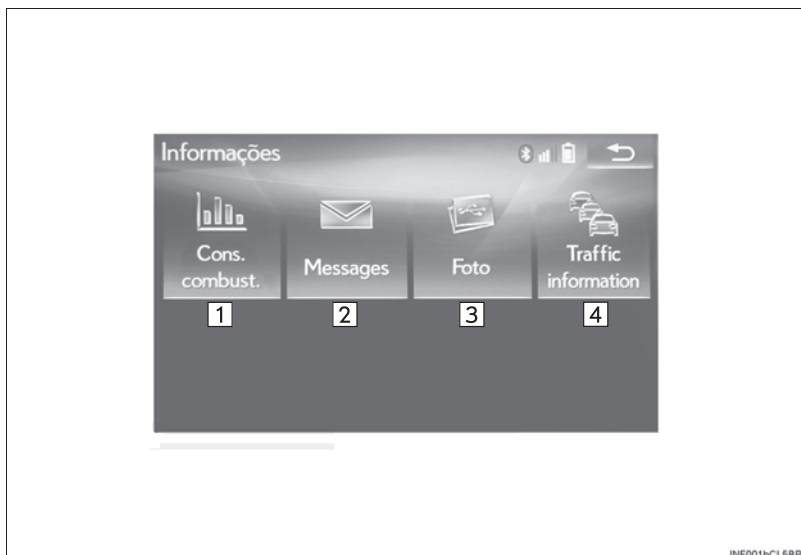 Informações
Cons.
combust.
Messages
Foto
Traffic
information
1
2
3
4